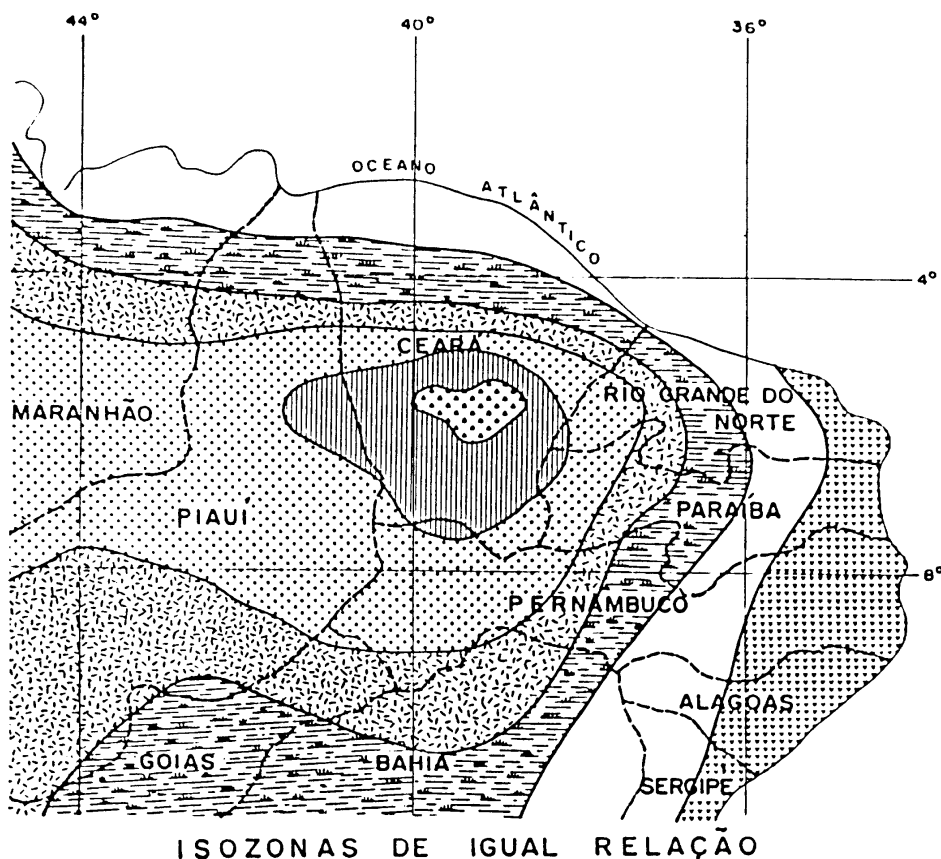 44° 40° 36°
OCEANO ATLÂNTICO
4°
CEARÁ
RIO GRANDE DO NORTE
MARANHÃO
PIAUÍ
PARAÍBA
8°
PERNAMBUCO
ALAGOAS
GOIAS
BAHIA
SERGIPE
ISOZONAS DE IGUAL RELAÇÃO